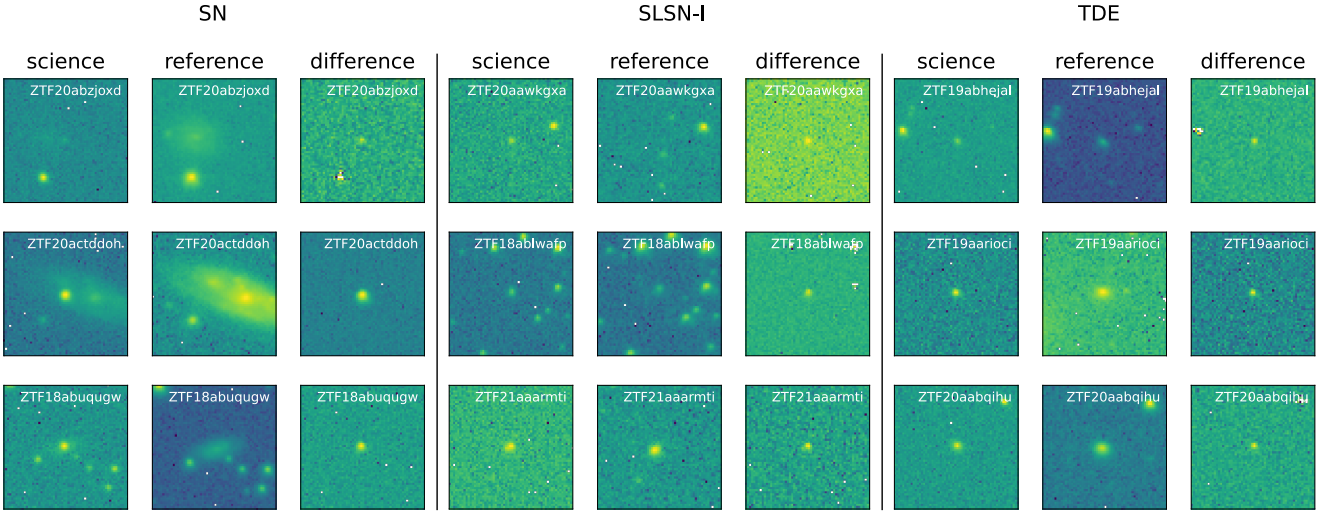 SN SLSN-I TDE
science reference difference science reference difference science reference difference
ZTF20abzjoxd ZTF20abzjoxd ZTF20abzjoxd ZTF20aawkgxa ZTF20aawkgxa ZTF20aawkgxa ZTF19abhejal ZTF19abhejal ZTF19abhejal
ZTF20actddoh ZTF20actddoh ZTF20actddoh ZTF18ablwafp ZTF18ablwafp ZTF18ablwafp ZTF19aarioci ZTF19aarioci ZTF19aarioci
ZTF18abuqugw ZTF18abuqugw ZTF18abuqugw ZTF21aaarmti ZTF21aaarmti ZTF21aaarmti ZTF20aabqihu ZTF20aabqihu ZTF20aabqihu